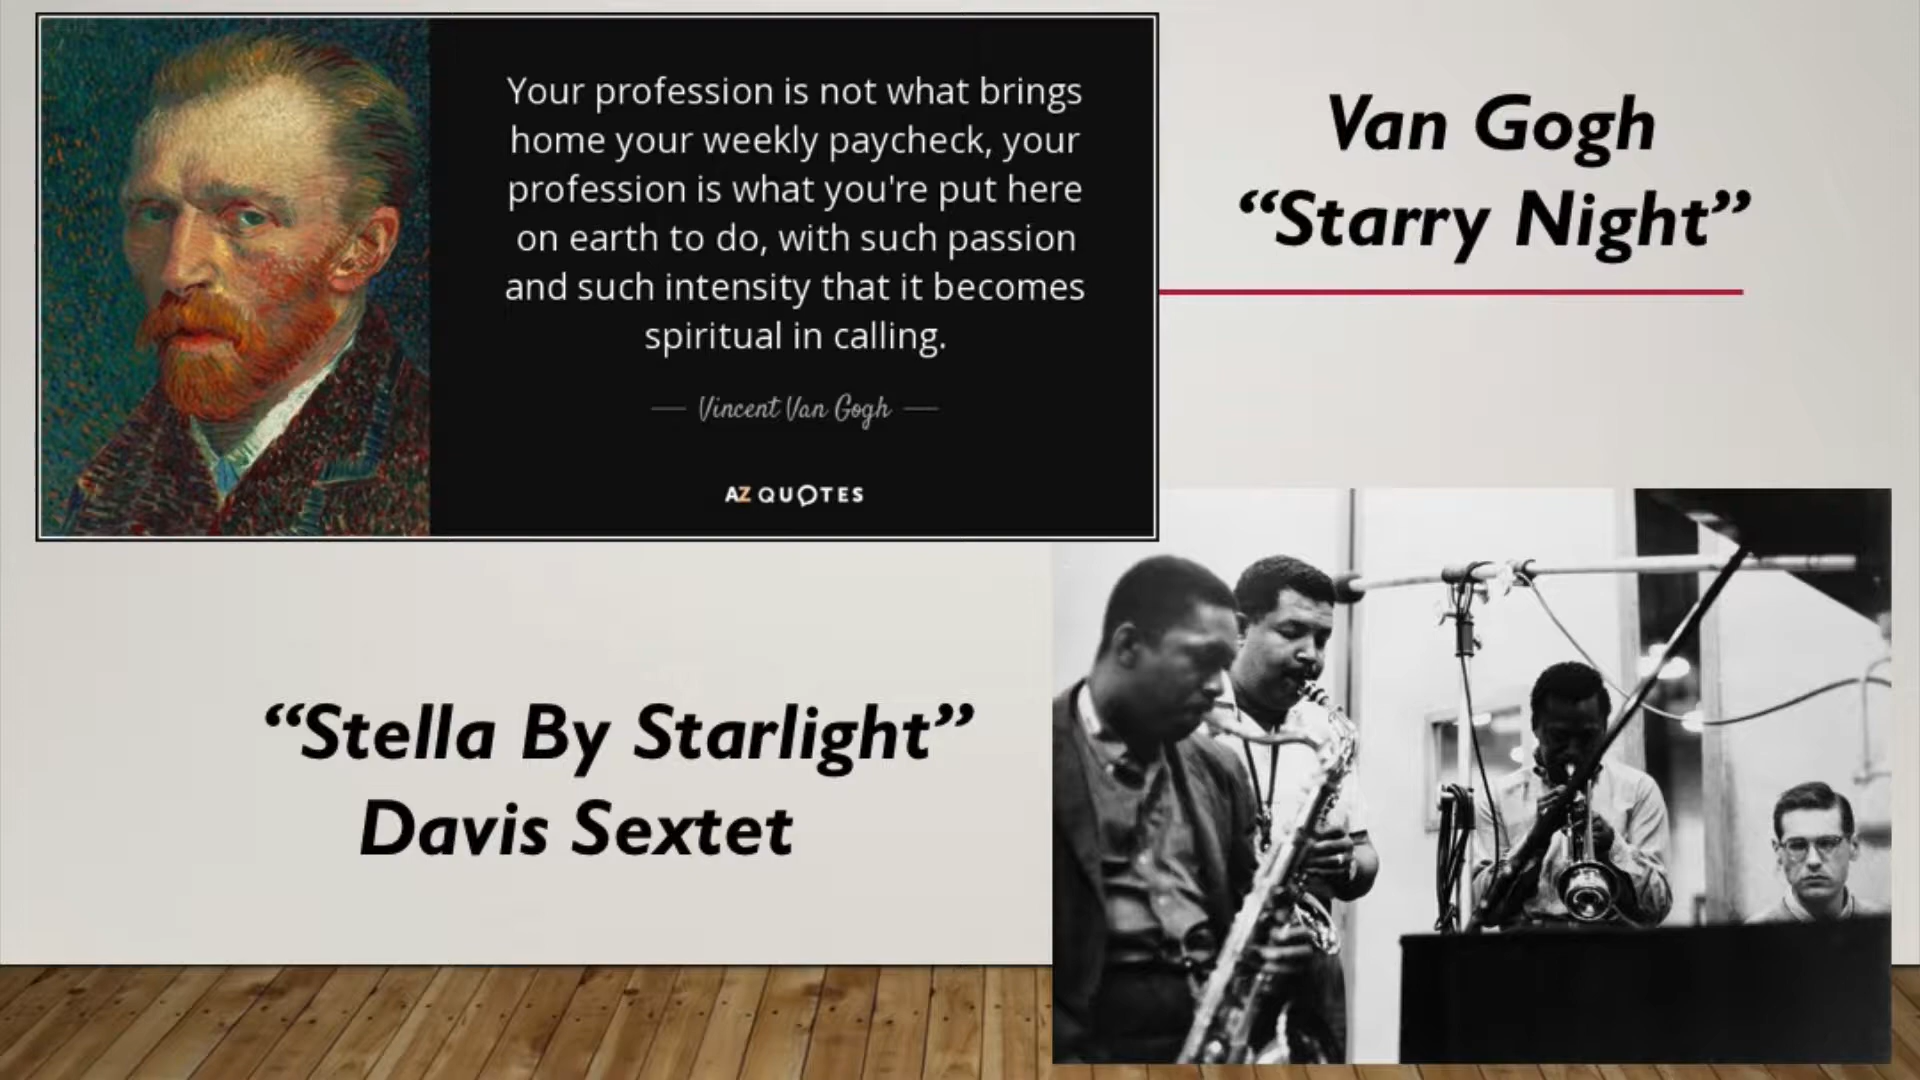 Your profession is not what brings
home your weekly paycheck, your
profession is what you're put here
on earth to do, with such passion
and such intensity that it becomes
spiritual in calling.
— Vincent Van Gogh —
AZ QUOTES
Van Gogh
“Starry Night”
“Stella By Starlight”
Davis Sextet